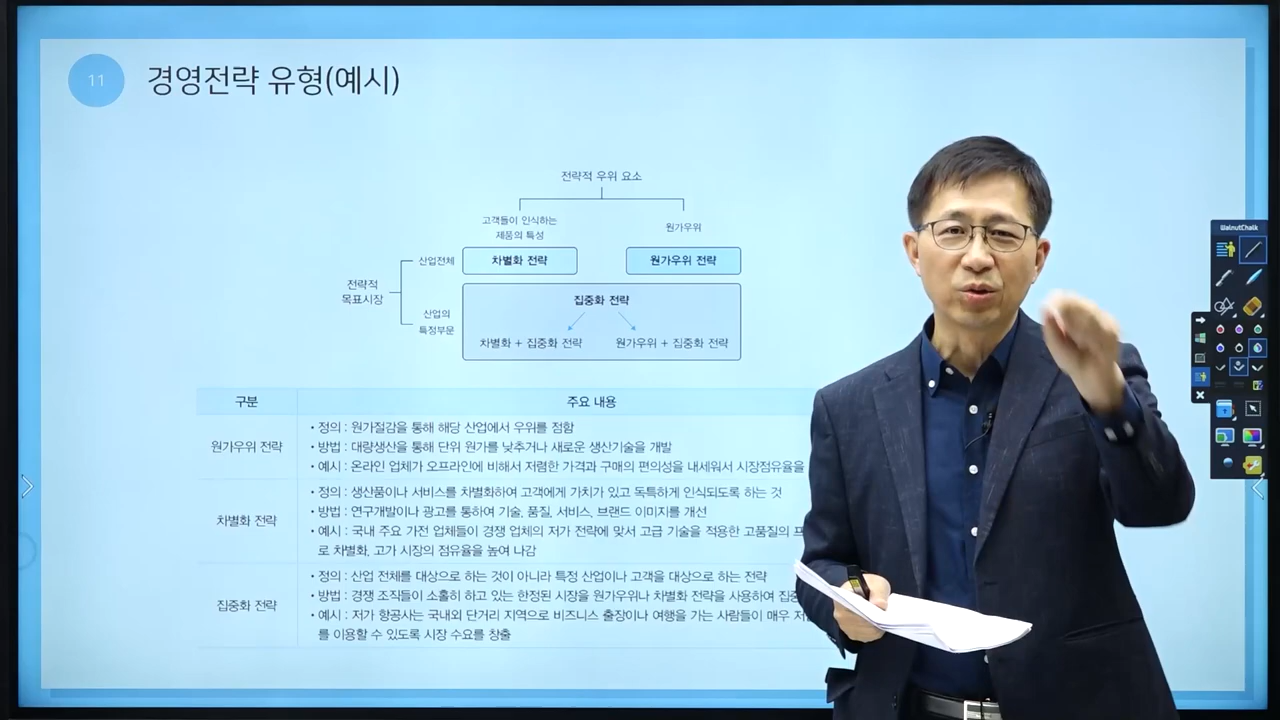 11
경영전략 유형(예시)
전략적 우위 요소
고객들이 인식하는
제품의 특성
원가우위
산업전체
차별화 전략
원가우위 전략
전략적
목표시장
산업의
특정부문
집중화 전략
차별화 + 집중화 전략
원가우위 + 집중화 전략
구분
주요 내용
원가우위 전략
• 정의 : 원가절감을 통해 해당 산업에서 우위를 점함
• 방법 : 대량생산을 통해 단위 원가를 낮추거나 새로운 생산기술을 개발
• 예시 : 온라인 업체가 오프라인에 비해서 저렴한 가격과 구매의 편의성을 내세워서 시장점유율을
차별화 전략
• 정의 : 생산품이나 서비스를 차별화하여 고객에게 가치가 있고 독특하게 인식되도록 하는 것
• 방법 : 연구개발이나 광고를 통하여 기술, 품질, 서비스, 브랜드 이미지를 개선
• 예시 : 국내 주요 가전 업체들이 경쟁 업체의 저가 전략에 맞서 고급 기술을 적용한 고품질의
로 차별화, 고가 시장의 점유율을 높여 나감
집중화 전략
• 정의 : 산업 전체를 대상으로 하는 것이 아니라 특정 산업이나 고객을 대상으로 하는 전략
• 방법 : 경쟁 조직들이 소홀히 하고 있는 한정된 시장을 원가우위나 차별화 전략을 사용하여
• 예시 : 저가 항공사는 국내외 단거리 지역으로 비즈니스 출장이나 여행을 가는 사람들이 매우
를 이용할 수 있도록 시장 수요를 창출
WalnutChalk